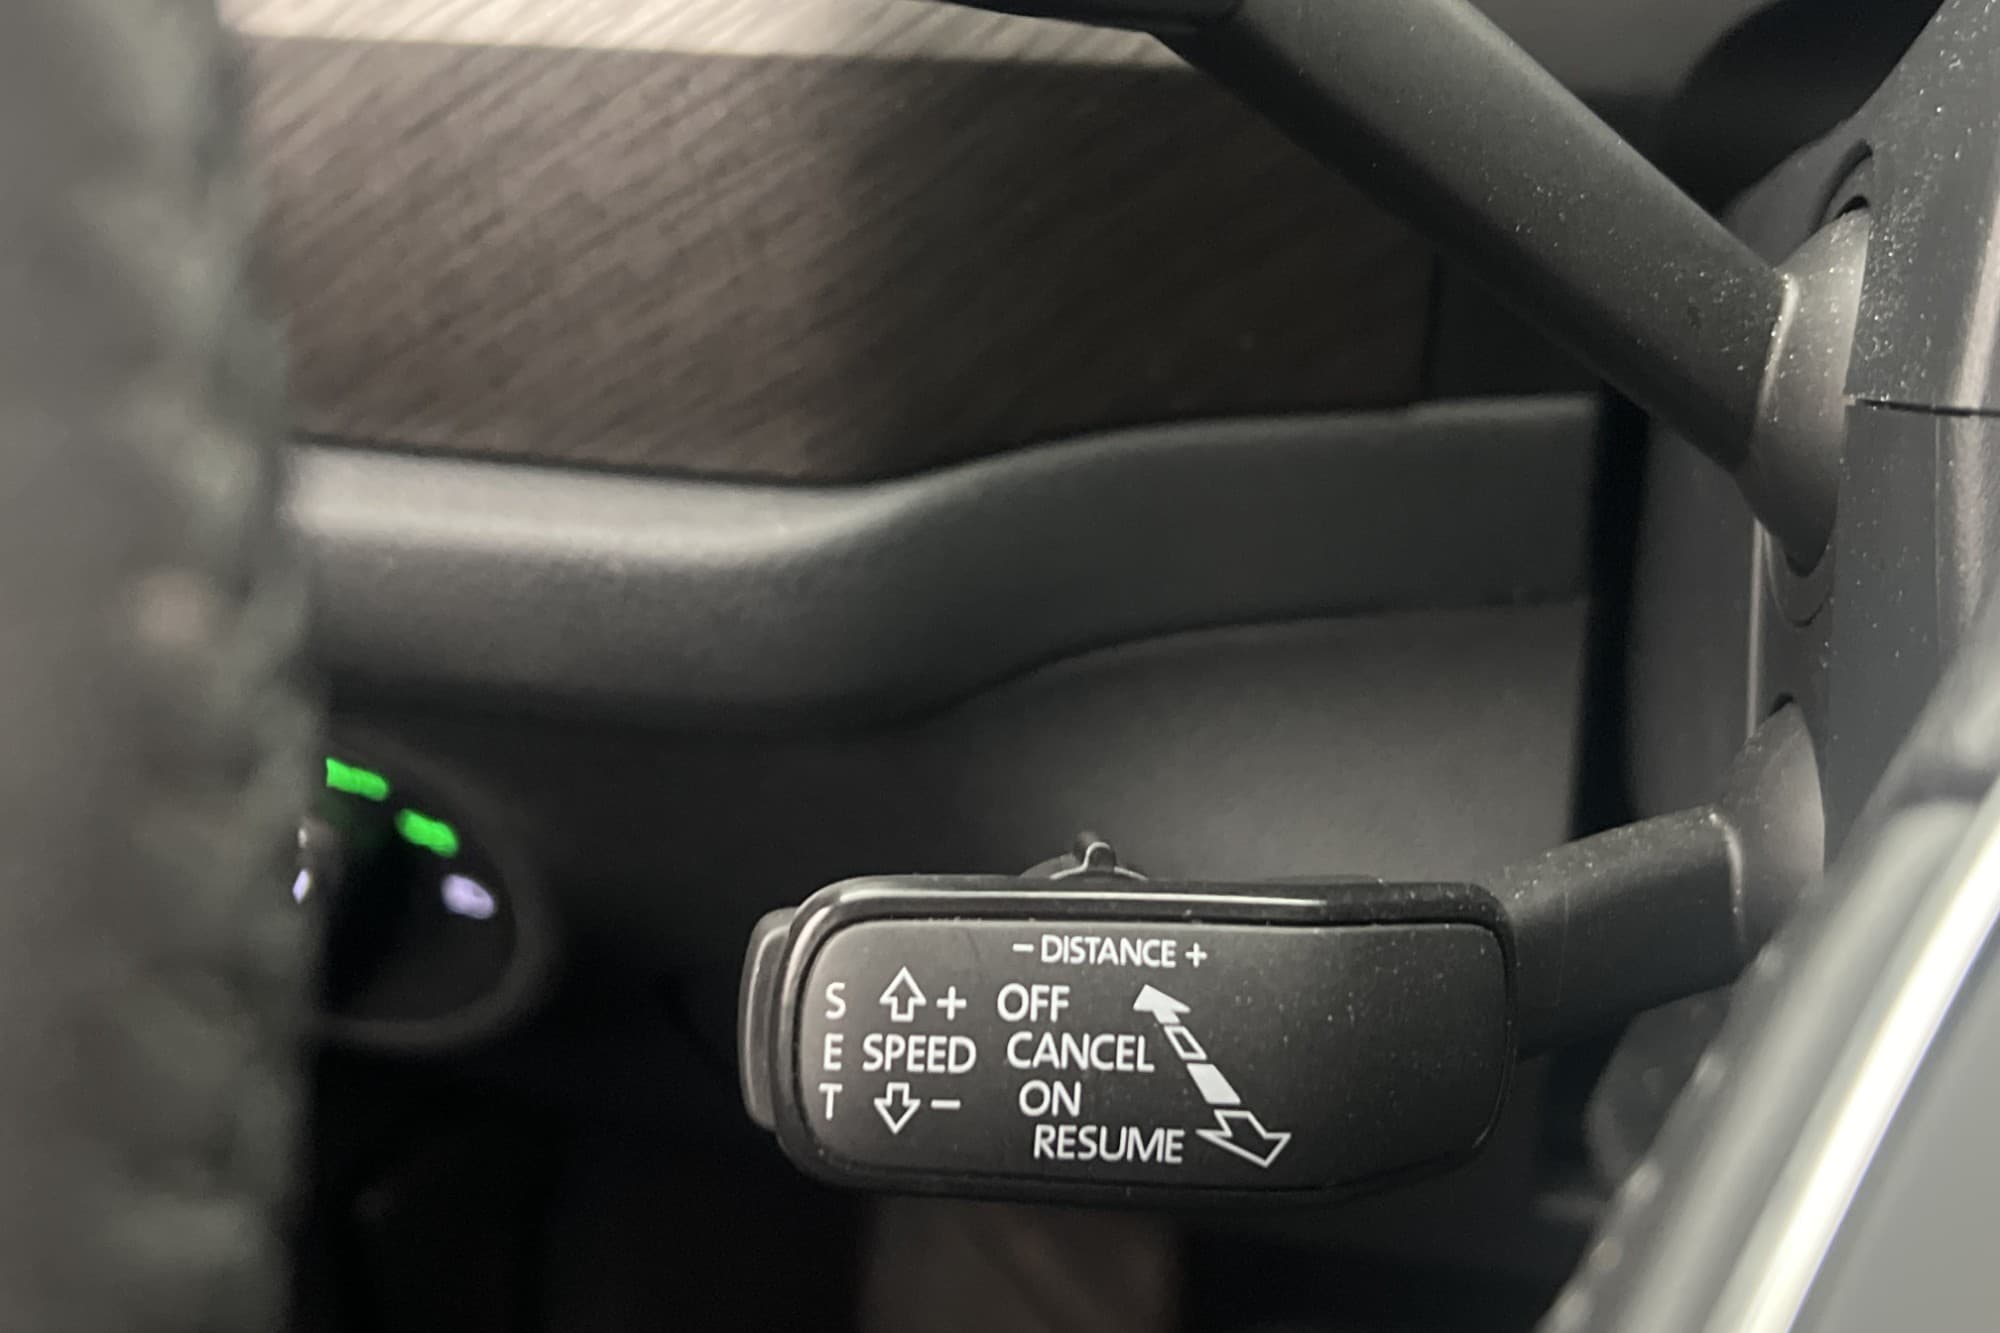 − DISTANCE +
S + OFF
E SPEED CANCEL
T − ON
RESUME